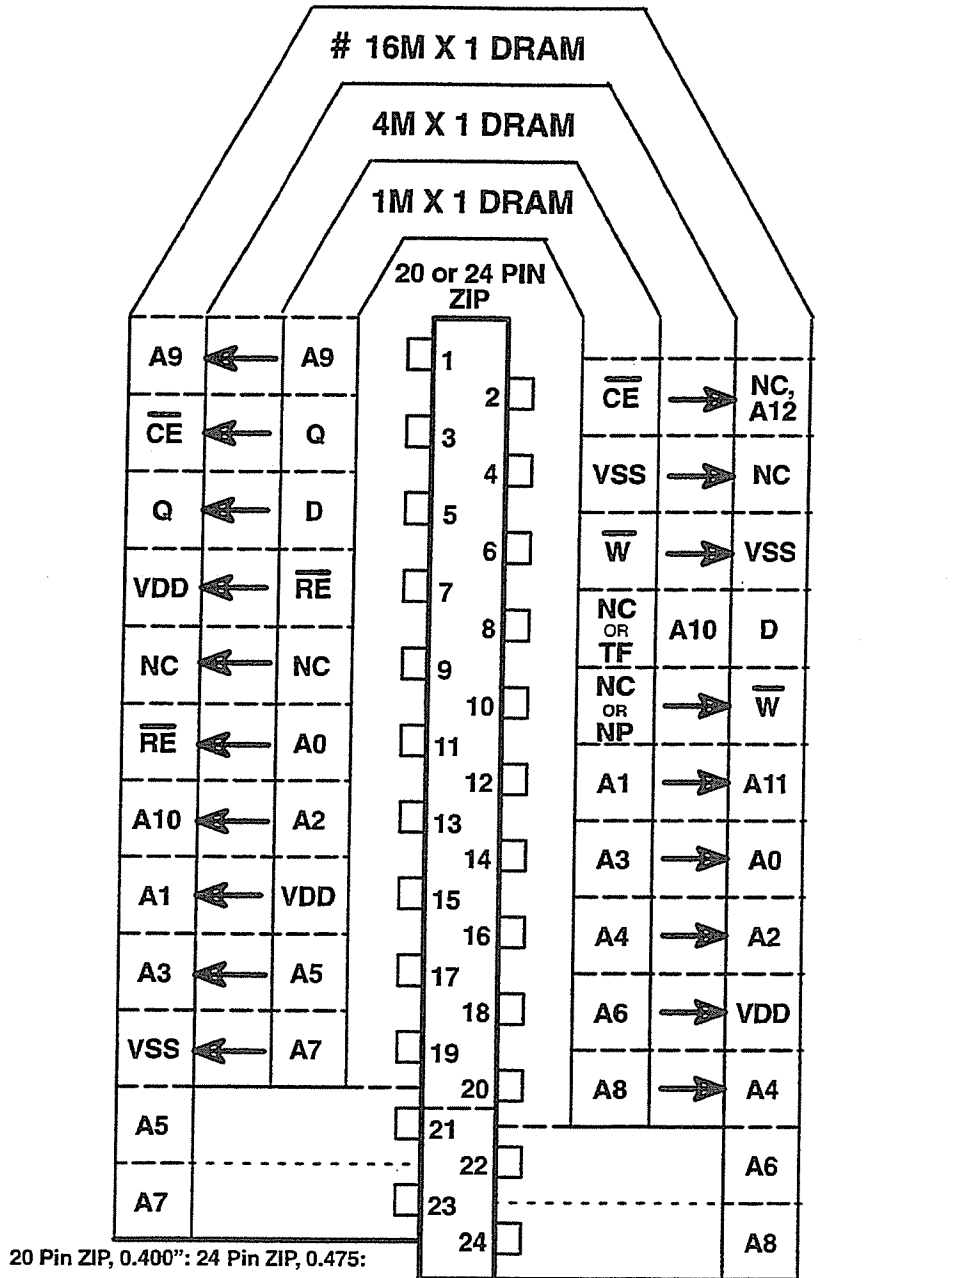 # 16M X 1 DRAM
4M X 1 DRAM
1M X 1 DRAM
20 or 24 PIN
ZIP
A9 A9 1
2 CE NC,
A12
CE Q 3
4 VSS NC
Q D 5
6 W VSS
VDD RE 7
8 NC
OR
TF A10 D
NC NC 9
10 NC
OR
NP W
RE A0 11
12 A1 A11
A10 A2 13
14 A3 A0
A1 VDD 15
16 A4 A2
A3 A5 17
18 A6 VDD
VSS A7 19
20 A8 A4
A5 21
22 A6
A7 23
24 A8
20 Pin ZIP, 0.400”: 24 Pin ZIP, 0.475: